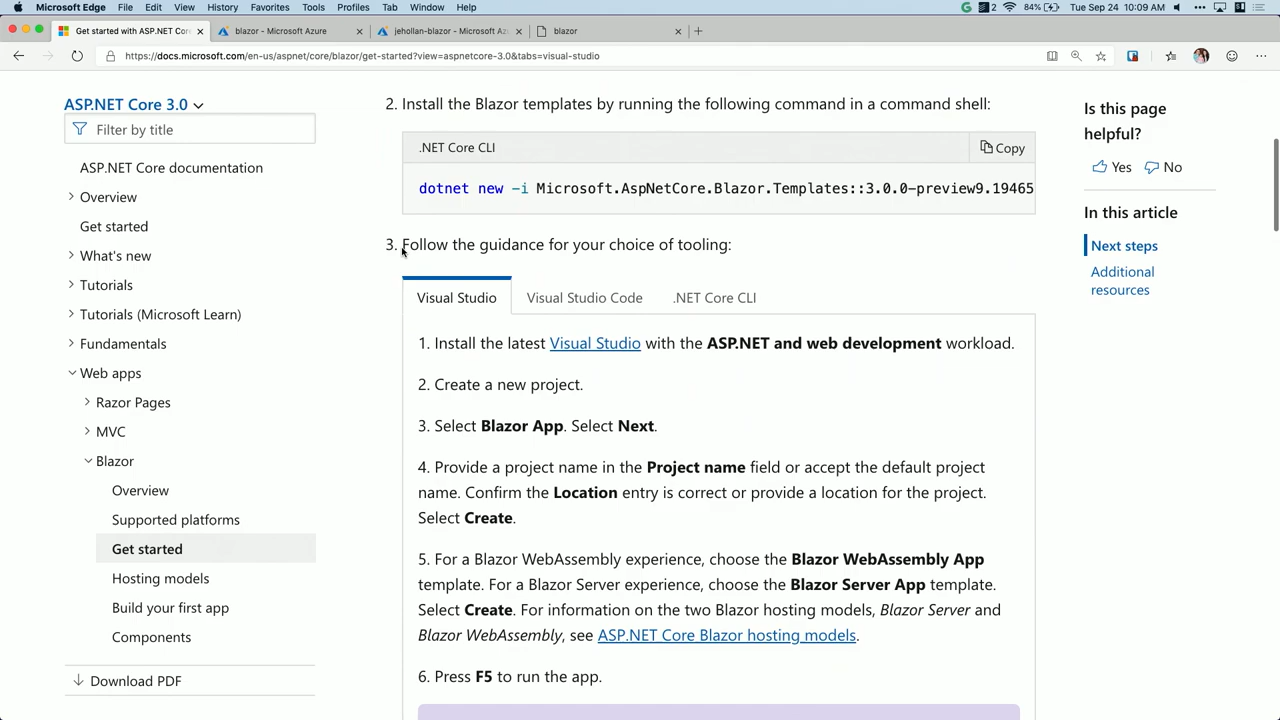 Microsoft Edge File Edit View History Favorites Tools Profiles Tab Window Help 2 84% Tue Sep 24 10:09 AM
Get started with ASP.NET Cor blazor - Microsoft Azure jehollan-blazor - Microsoft Az blazor
https://docs.microsoft.com/en-us/aspnet/core/blazor/get-started?view=aspnetcore-3.0&tabs=visual-studio
ASP.NET Core 3.0
Filter by title
ASP.NET Core documentation
Overview
Get started
What's new
Tutorials
Tutorials (Microsoft Learn)
Fundamentals
Web apps
Razor Pages
MVC
Blazor
Overview
Supported platforms
Get started
Hosting models
Build your first app
Components
Download PDF
2. Install the Blazor templates by running the following command in a command shell:
.NET Core CLI Copy
dotnet new -i Microsoft.AspNetCore.Blazor.Templates::3.0.0-preview9.19465
3. Follow the guidance for your choice of tooling:
Visual Studio Visual Studio Code .NET Core CLI
1. Install the latest Visual Studio with the ASP.NET and web development workload.
2. Create a new project.
3. Select Blazor App. Select Next.
4. Provide a project name in the Project name field or accept the default project
name. Confirm the Location entry is correct or provide a location for the project.
Select Create.
5. For a Blazor WebAssembly experience, choose the Blazor WebAssembly App
template. For a Blazor Server experience, choose the Blazor Server App template.
Select Create. For information on the two Blazor hosting models, Blazor Server and
Blazor WebAssembly, see ASP.NET Core Blazor hosting models.
6. Press F5 to run the app.
Is this page
helpful?
Yes No
In this article
Next steps
Additional
resources